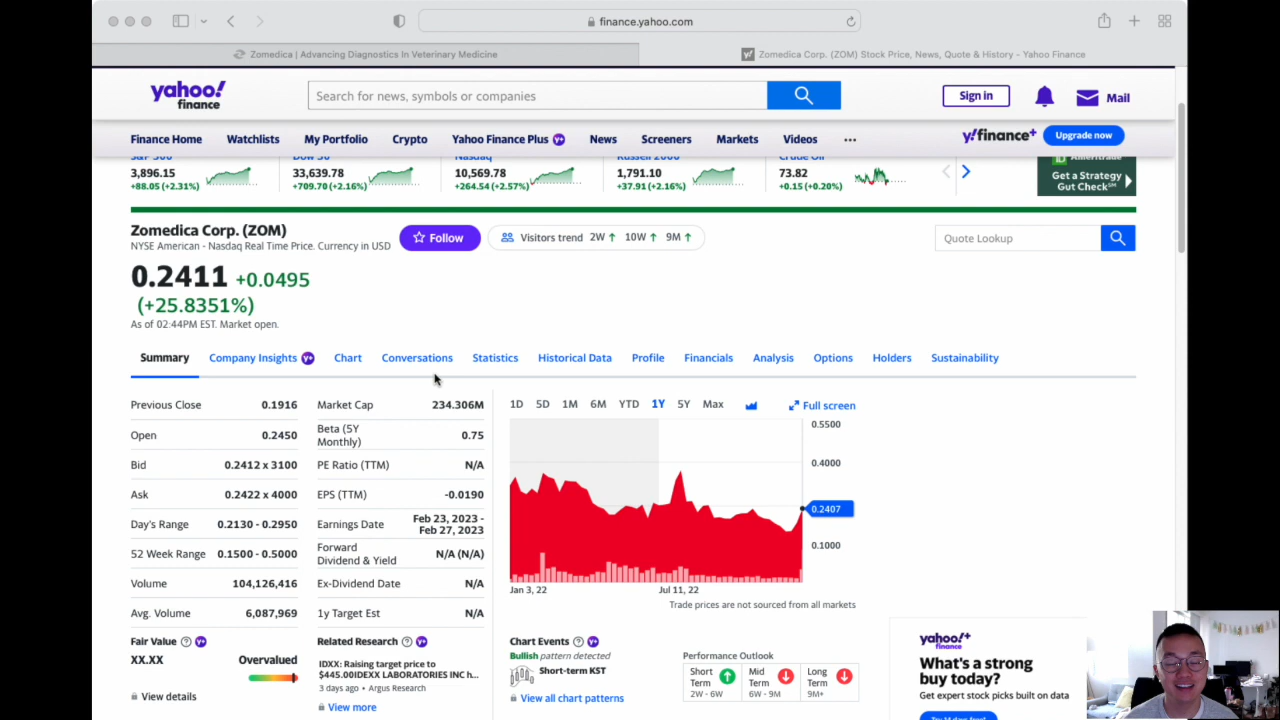 finance.yahoo.com
Zomedica | Advancing Diagnostics In Veterinary Medicine
Zomedica Corp. (ZOM) Stock Price, News, Quote & History - Yahoo Finance
yahoo!
finance
Search for news, symbols or companies
Sign in
Mail
Finance Home
Watchlists
My Portfolio
Crypto
Yahoo Finance Plus
News
Screeners
Markets
Videos
y!finance+
Upgrade now
S&P 500
3,896.15
+88.05 (+2.31%)
Dow 30
33,639.78
+709.70 (+2.16%)
Nasdaq
10,569.78
+264.54 (+2.57%)
Russell 2000
1,791.10
+37.91 (+2.16%)
Crude Oil
73.82
+0.15 (+0.20%)
Ameritrade
Get a Strategy
Gut Check℠
Zomedica Corp. (ZOM)
NYSE American - Nasdaq Real Time Price. Currency in USD
Follow
Visitors trend 2W ↑ 10W ↑ 9M ↑
Quote Lookup
0.2411 +0.0495
(+25.8351%)
As of 02:44PM EST. Market open.
Summary
Company Insights
Chart
Conversations
Statistics
Historical Data
Profile
Financials
Analysis
Options
Holders
Sustainability
Previous Close 0.1916
Open 0.2450
Bid 0.2412 x 3100
Ask 0.2422 x 4000
Day's Range 0.2130 - 0.2950
52 Week Range 0.1500 - 0.5000
Volume 104,126,416
Avg. Volume 6,087,969
Market Cap 234.306M
Beta (5Y
Monthly) 0.75
PE Ratio (TTM) N/A
EPS (TTM) -0.0190
Earnings Date Feb 23, 2023 -
Feb 27, 2023
Forward
Dividend & Yield N/A (N/A)
Ex-Dividend Date N/A
1y Target Est N/A
1D 5D 1M 6M YTD 1Y 5Y Max
Full screen
0.5500
0.4000
0.2407
0.1000
Jan 3, 22
Jul 11, 22
Trade prices are not sourced from all markets
Fair Value
XX.XX
Overvalued
View details
Related Research
IDXX: Raising target price to
$445.00IDEXX LABORATORIES INC h...
3 days ago • Argus Research
View more
Chart Events
Bullish pattern detected
Short-term KST
View all chart patterns
Performance Outlook
Short
Term
2W - 6W
Mid
Term
6W - 9M
Long
Term
9M+
yahoo!+
finance
What's a strong
buy today?
Get expert stock picks built on data
Try 14 days free!